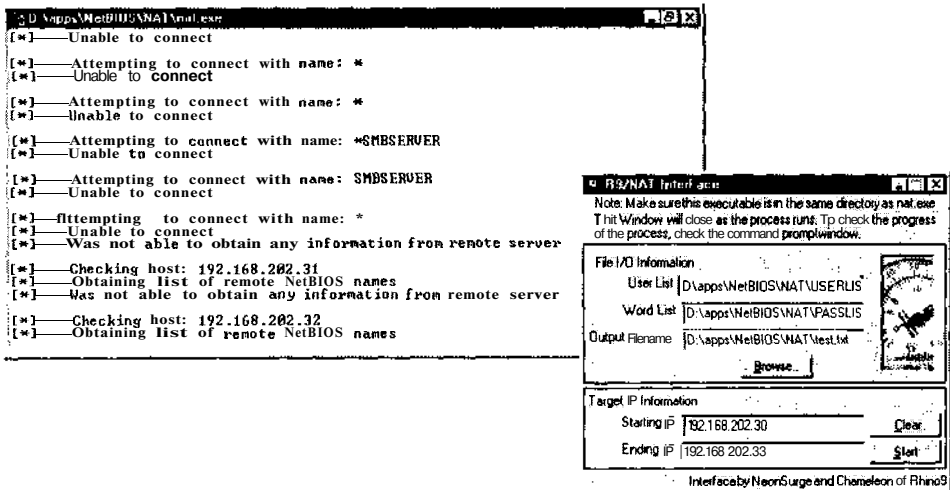 D:\apps\NetBIOS\NAT\nat.exe
[*]—Unable to connect
[*]—Attempting to connect with name: *
[*]—Unable to connect
[*]—Attempting to connect with name: *
[*]—Unable to connect
[*]—Attempting to connect with name: *SMBSERVER
[*]—Unable to connect
[*]—Attempting to connect with name: SMBSERVER
[*]—Unable to connect
[*]—Attempting to connect with name: *
[*]—Unable to connect
[*]—Was not able to obtain any information from remote server
[*]—Checking host: 192.168.202.31
[*]—Obtaining list of remote NetBIOS names
[*]—Was not able to obtain any information from remote server
[*]—Checking host: 192.168.202.32
[*]—Obtaining list of remote NetBIOS names
R9/NAT Interface
Note: Make sure this executable is in the same directory as nat.exe
Thit Window will close as the process runs. Tp check the progress
of the process, check the command prompt window.
File I/O Information
User List D\apps\NetBIOS\NAT\USERLIS
Word List D:\apps\NetBIOS\NAT\PASSLIS
Output Filename D:\apps\NetBIOS\NAT\test.txt
Browse..
Target IP Information
Starting IP 192.168.202.30 Clear
Ending IP 192.168 202.33 Start
Interface by NeonSurge and Chameleon of Rhino9